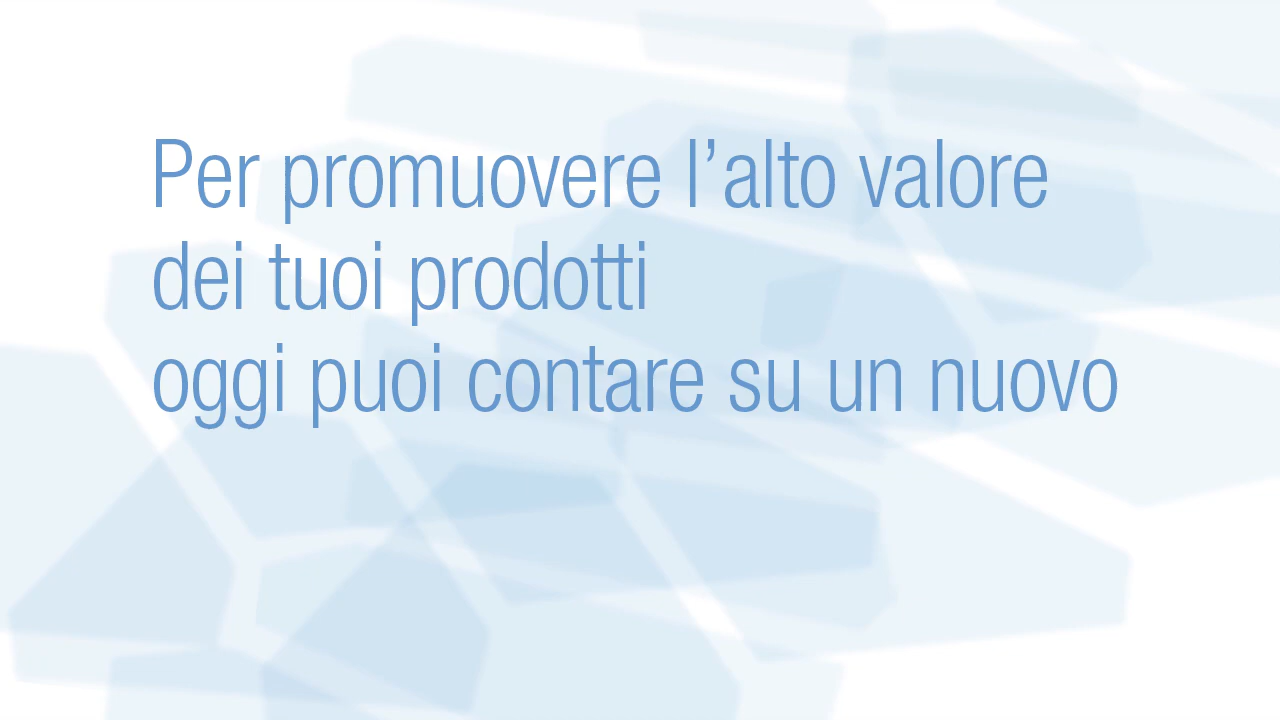 Per promuovere l’alto valore
dei tuoi prodotti
oggi puoi contare su un nuovo